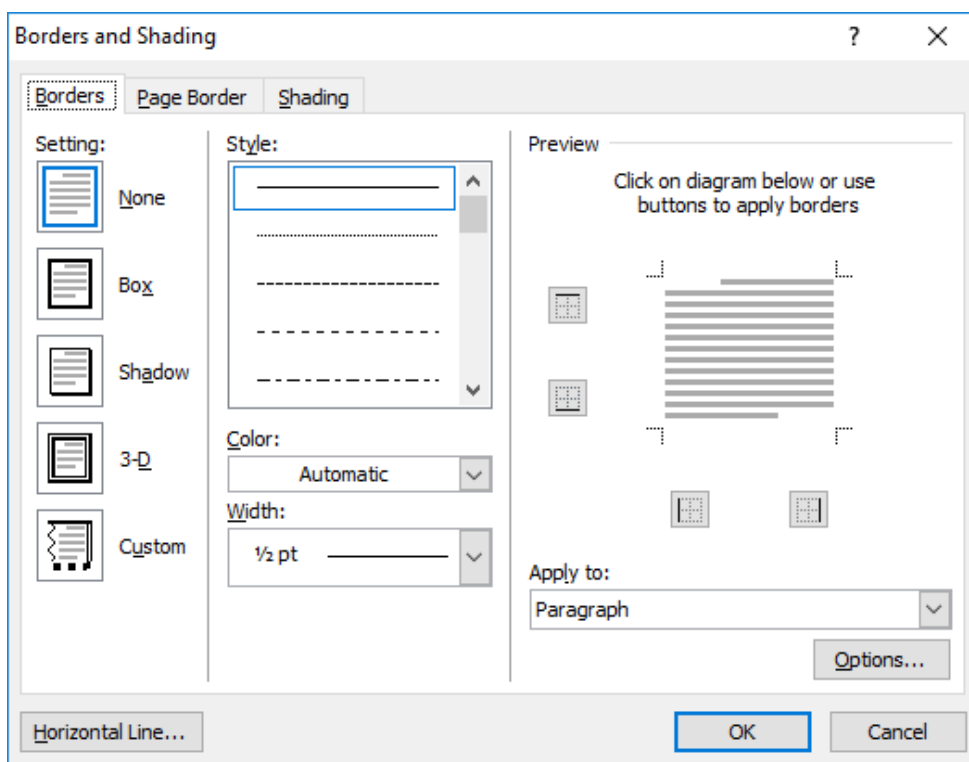 Borders and Shading
?
Borders
Page Border
Shading
Setting:
None
Box
Shadow
3-D
Custom
Style:
Color:
Automatic
Width:
½ pt
Preview
Click on diagram below or use
buttons to apply borders
Apply to:
Paragraph
Options...
Horizontal Line...
OK
Cancel